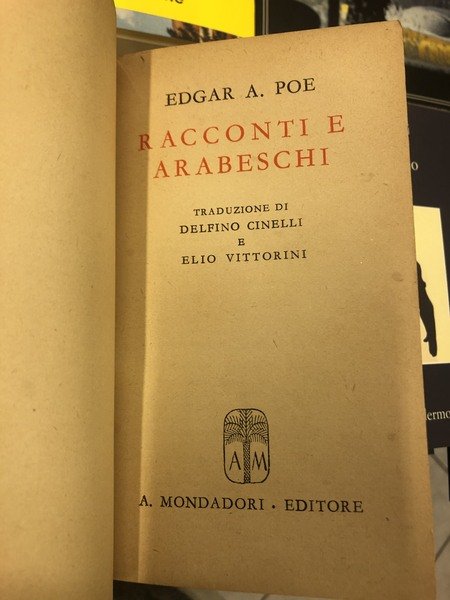 EDGAR A. POE
RACCONTI E
ARABESCHI
TRADUZIONE DI
DELFINO CINELLI
E
ELIO VITTORINI
A M
A. MONDADORI · EDITORE